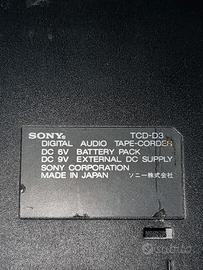 SONY® TCD-D3
DIGITAL AUDIO TAPE-CORDER
DC 6V BATTERY PACK
DC 9V EXTERNAL DC SUPPLY
SONY CORPORATION
MADE IN JAPAN ソニー株式会社
subito